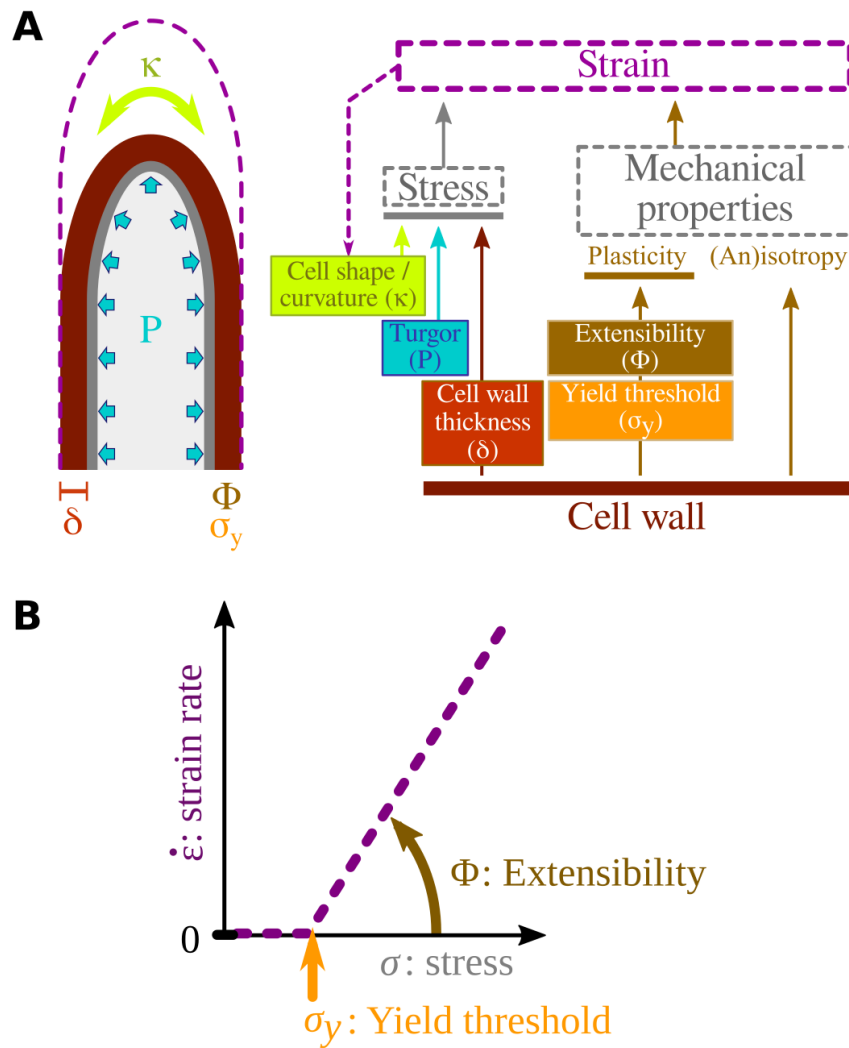 A
κ
P
δ
Φ
σy
Strain
Stress
Mechanical
properties
Plasticity
(An)isotropy
Cell shape /
curvature (κ)
Turgor
(P)
Extensibility
(Φ)
Cell wall
thickness
(δ)
Yield threshold
(σy)
Cell wall
B
ε̇: strain rate
Φ: Extensibility
0
σ: stress
σy: Yield threshold